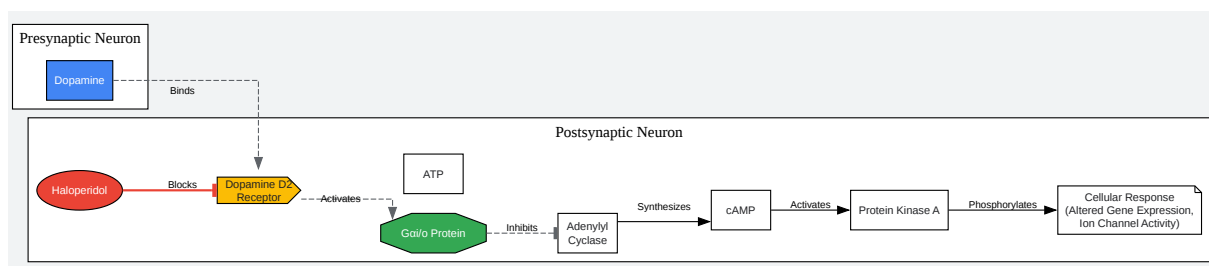 Presynaptic Neuron
Dopamine
Binds
Postsynaptic Neuron
Haloperidol
Blocks
Dopamine D2
Receptor
Activates
ATP
Gαi/o Protein
Inhibits
Adenylyl
Cyclase
Synthesizes
cAMP
Activates
Protein Kinase A
Phosphorylates
Cellular Response
(Altered Gene Expression,
Ion Channel Activity)